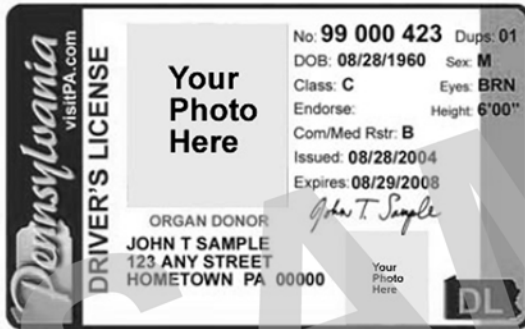 Pennsylvania
visitPA.com
DRIVER'S LICENSE
Your
Photo
Here
ORGAN DONOR
JOHN T SAMPLE
123 ANY STREET
HOMETOWN PA 00000
No: 99 000 423 Dups: 01
DOB: 08/28/1960 Sex: M
Class: C Eyes: BRN
Endorse: Height: 6'00"
Com/Med Rstr: B
Issued: 08/28/2004
Expires: 08/29/2008
John T. Sample
Your
Photo
Here
DL